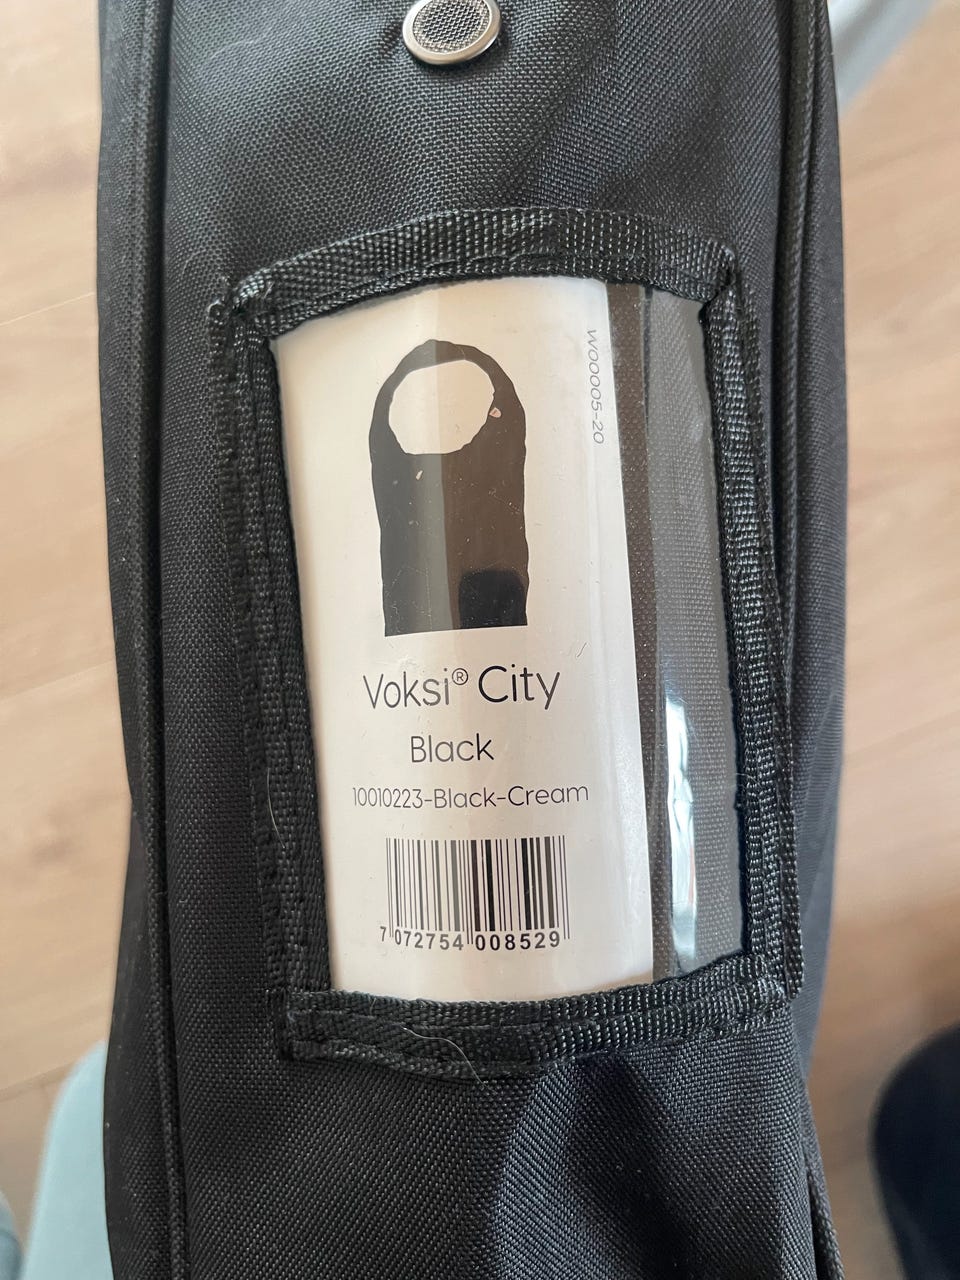 W00005-20
Voksi® City
Black
10010223-Black-Cream
7 072754 008529